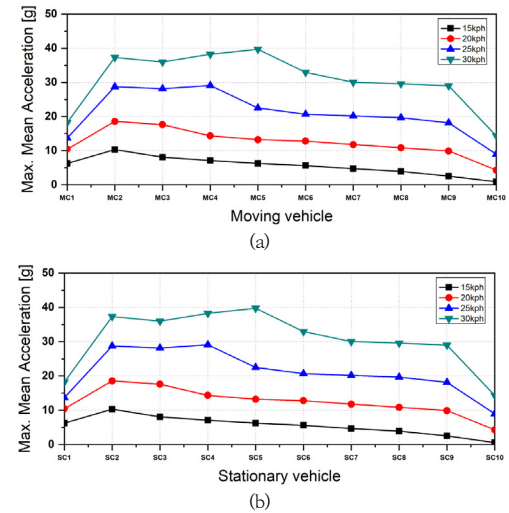 (a)
50
40
30
20
10
0
Max. Mean Acceleration [g]
15kph
20kph
25kph
30kph
MC1 MC2 MC3 MC4 MC5 MC6 MC7 MC8 MC9 MC10
Moving vehicle
(a)
50
40
30
20
10
0
Max. Mean Acceleration [g]
15kph
20kph
25kph
30kph
SC1 SC2 SC3 SC4 SC5 SC6 SC7 SC8 SC9 SC10
Stationary vehicle
(b)